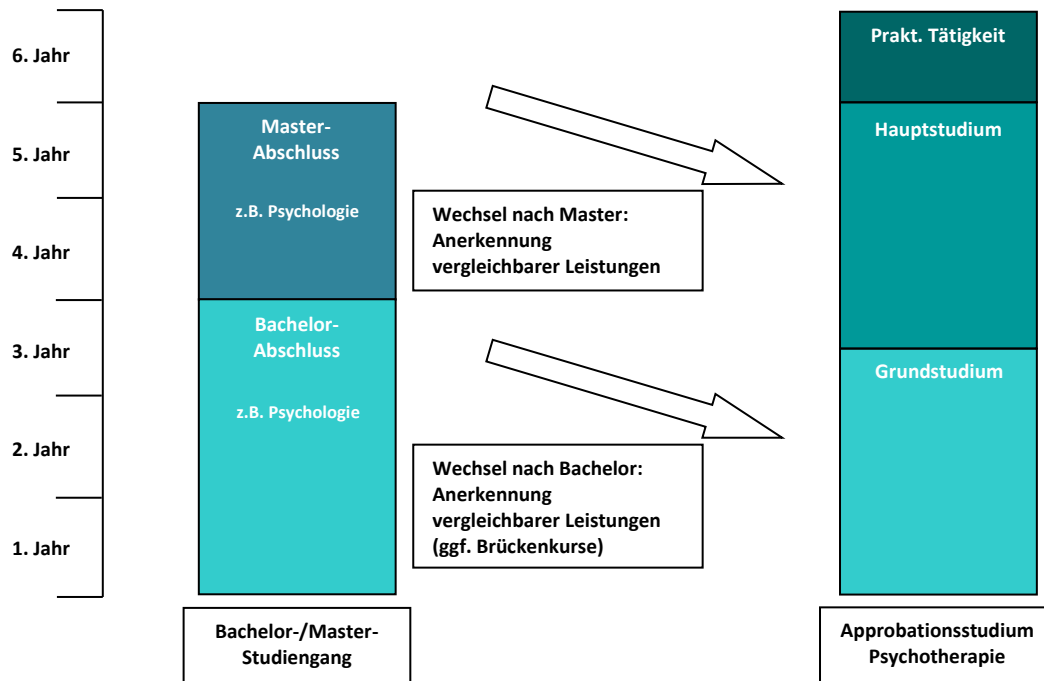 6. Jahr
5. Jahr
4. Jahr
3. Jahr
2. Jahr
1. Jahr
Master-
Abschluss
z.B. Psychologie
Bachelor-
Abschluss
z.B. Psychologie
Bachelor-/Master-
Studiengang
Wechsel nach Master:
Anerkennung
vergleichbarer Leistungen
Wechsel nach Bachelor:
Anerkennung
vergleichbarer Leistungen
(ggf. Brückenkurse)
Prakt. Tätigkeit
Hauptstudium
Grundstudium
Approbationsstudium
Psychotherapie